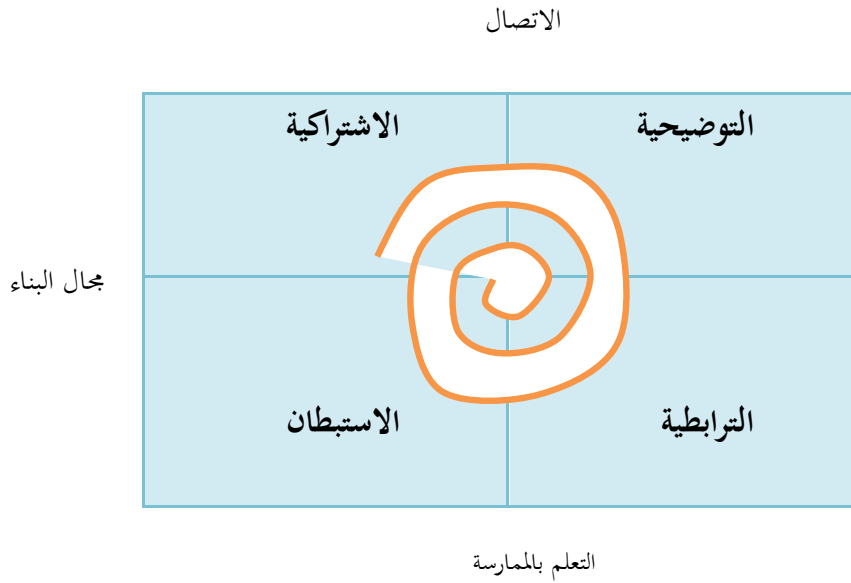 الاتصال
التوضيحية
الاشتراكية
مجال البناء
الترابطية
الاستبطان
التعلم بالممارسة